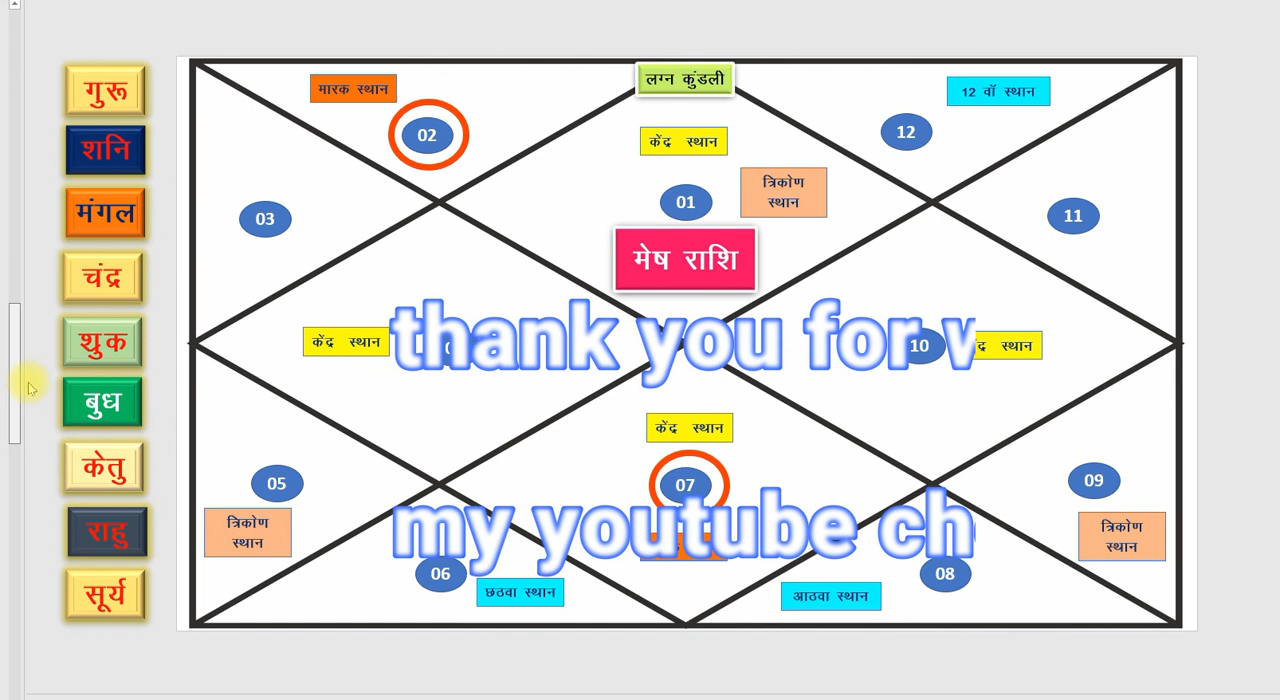 गुरू
शनि
मंगल
चंद्र
शुक
बुध
केतु
राहु
सूर्य
लग्न कुंडली
मारक स्थान
12 वॉ स्थान
02
केंद्र स्थान
12
त्रिकोण
स्थान
01
03
11
मेष राशि
thank you for
केंद्र स्थान
10
स्थान
केंद्र स्थान
05
07
09
त्रिकोण
स्थान
my youtube
त्रिकोण
स्थान
06
08
छठवा स्थान
आठवा स्थान